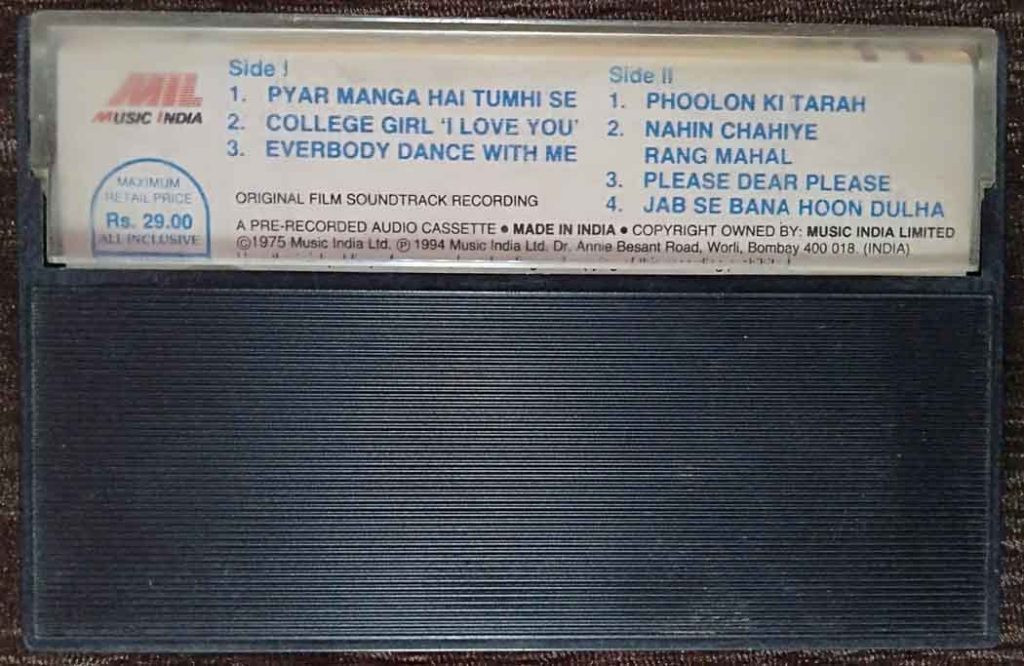 MIL
MUSIC INDIA
MAXIMUM
RETAIL PRICE
Rs. 29.00
ALL INCLUSIVE
Side I
1. PYAR MANGA HAI TUMHI SE
2. COLLEGE GIRL ‘I LOVE YOU’
3. EVERBODY DANCE WITH ME
Side II
1. PHOOLON KI TARAH
2. NAHIN CHAHIYE
RANG MAHAL
3. PLEASE DEAR PLEASE
4. JAB SE BANA HOON DULHA
ORIGINAL FILM SOUNDTRACK RECORDING
A PRE-RECORDED AUDIO CASSETTE ● MADE IN INDIA ● COPYRIGHT OWNED BY: MUSIC INDIA LIMITED
©1975 Music India Ltd. ℗ 1994 Music India Ltd. Dr. Annie Besant Road, Worli, Bombay 400 018. (INDIA)